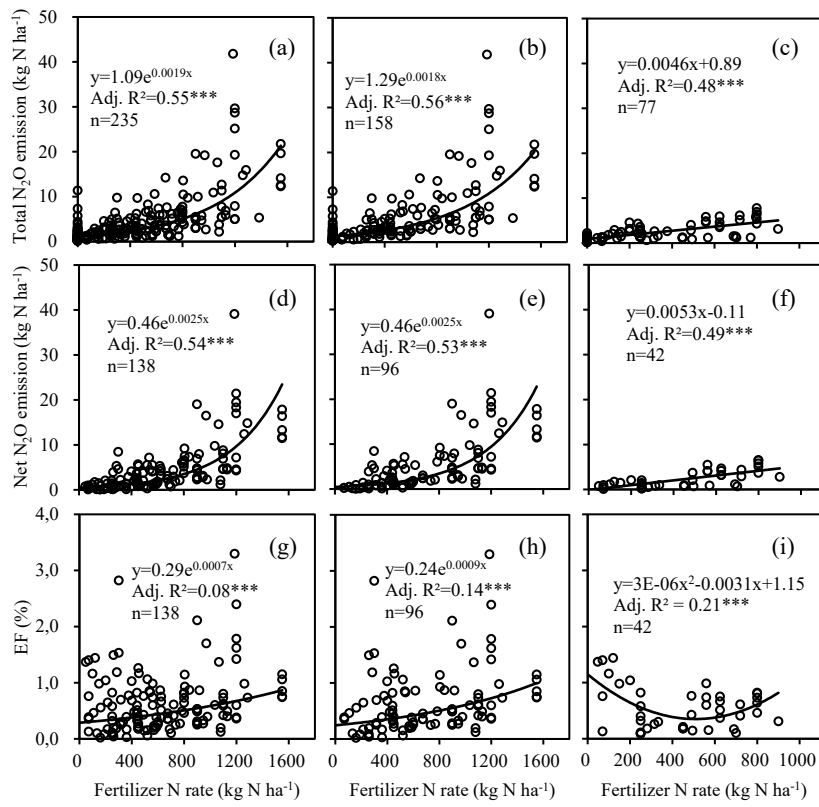 50
40
30
20
10
0
Total N₂O emission (kg N ha⁻¹)
(a)
y=1.09e^0.0019x
Adj. R²=0.55***
n=235
(b)
y=1.29e^0.0018x
Adj. R²=0.56***
n=158
(c)
y=0.0046x+0.89
Adj. R²=0.48***
n=77
50
40
30
20
10
0
Net N₂O emission (kg N ha⁻¹)
(d)
y=0.46e^0.0025x
Adj. R²=0.54***
n=138
(e)
y=0.46e^0.0025x
Adj. R²=0.53***
n=96
(f)
y=0.0053x-0.11
Adj. R²=0.49***
n=42
4,0
3,0
2,0
1,0
0,0
EF (%)
(g)
y=0.29e^0.0007x
Adj. R²=0.08***
n=138
(h)
y=0.24e^0.0009x
Adj. R²=0.14***
n=96
(i)
y=3E-06x²-0.0031x+1.15
Adj. R² = 0.21***
n=42
0 400 800 1200 1600
0 400 800 1200 1600
0 200 400 600 800 1000
Fertilizer N rate (kg N ha⁻¹)
Fertilizer N rate (kg N ha⁻¹)
Fertilizer N rate (kg N ha⁻¹)